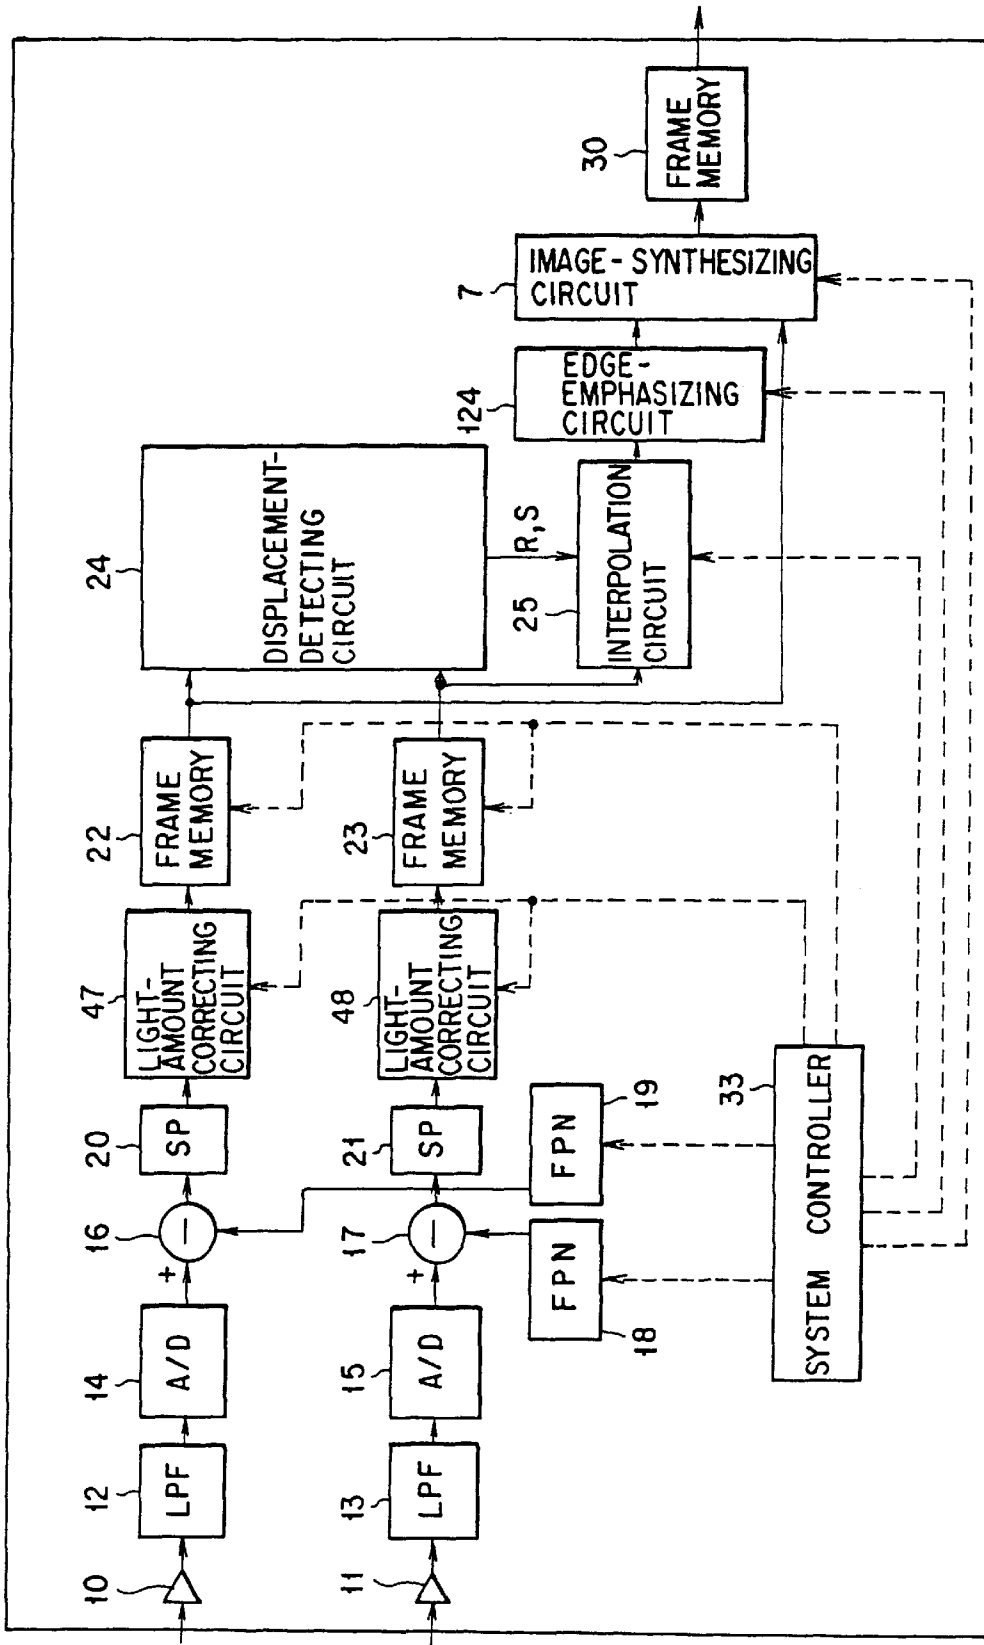 10
12
LPF
14
A/D
+
16
−
20
SP
47
LIGHT-
AMOUNT
CORRECTING
CIRCUIT
22
FRAME
MEMORY
24
DISPLACEMENT-
DETECTING
CIRCUIT
11
13
LPF
15
A/D
+
17
−
21
SP
48
LIGHT-
AMOUNT
CORRECTING
CIRCUIT
23
FRAME
MEMORY
R,S
25
INTERPOLATION
CIRCUIT
124
EDGE-
EMPHASIZING
CIRCUIT
7
IMAGE-SYNTHESIZING
CIRCUIT
30
FRAME
MEMORY
18
FPN
19
FPN
33
SYSTEM CONTROLLER